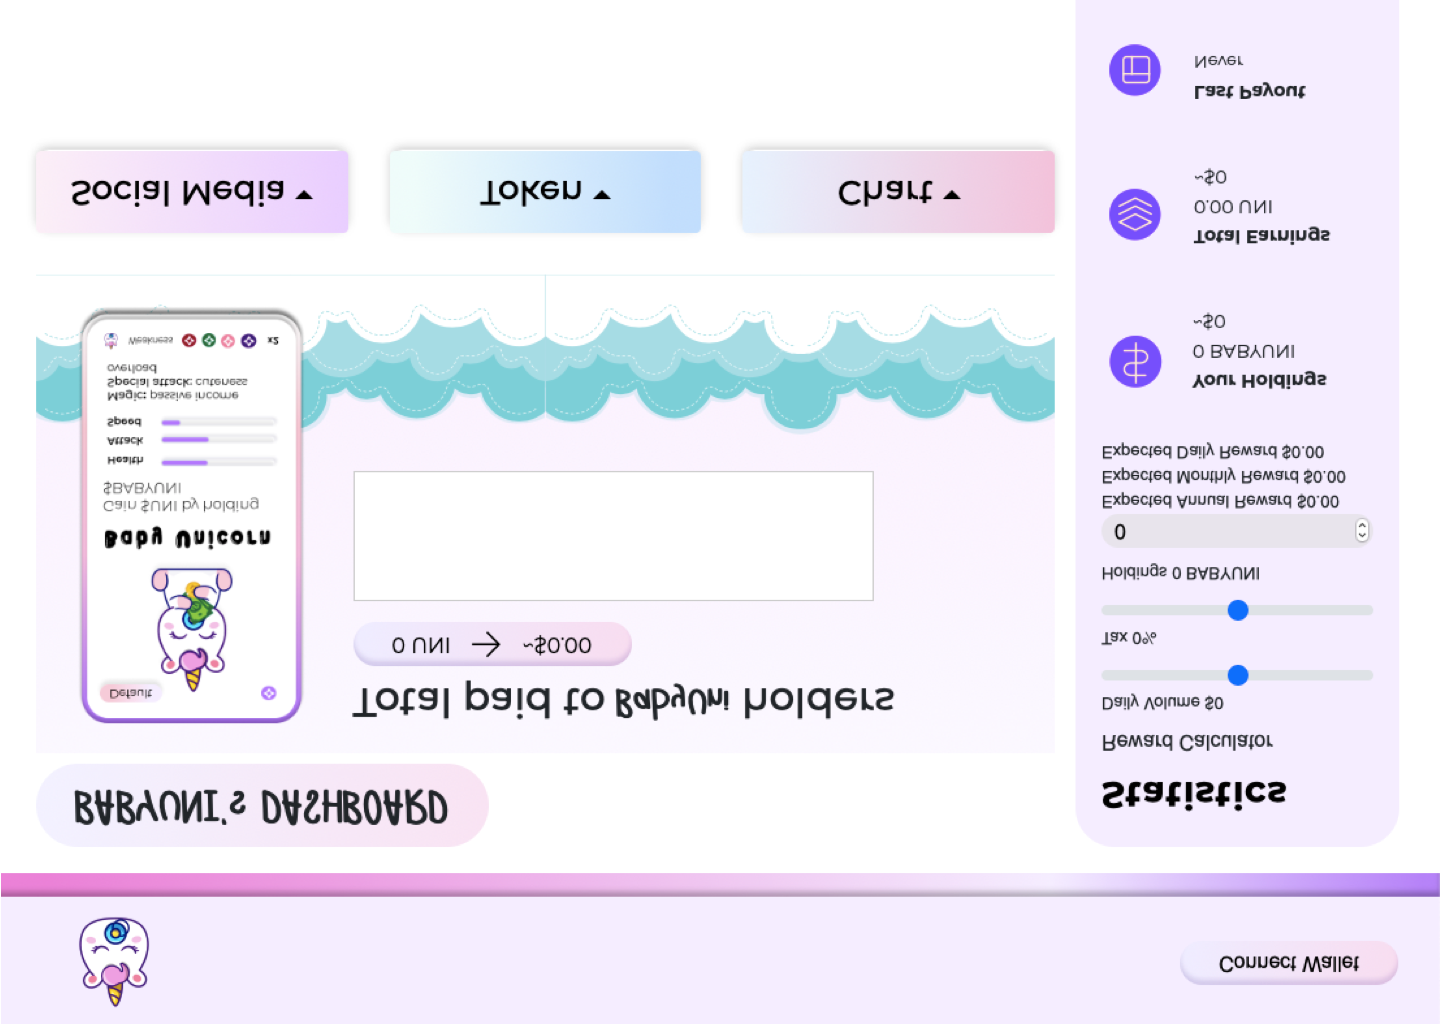 Connect Wallet
BABYUNI's DASHBOARD
Total paid to BabyUni holders
0 UNI → ~$0.00
Default
Baby Unicorn
Gain $UNI by holding
$BABYUNI
Health
Attack
Speed
Magic: passive income
Special attack: cuteness
overload
Weakness x2
Social Media
Token
Chart
Statistics
Reward Calculator
Daily Volume $0
Tax 0%
Holdings 0 BABYUNI
0
Expected Annual Reward $0.00
Expected Monthly Reward $0.00
Expected Daily Reward $0.00
Your Holdings
0 BABYUNI
~$0
Total Earnings
0.00 UNI
~$0
Last Payout
Never